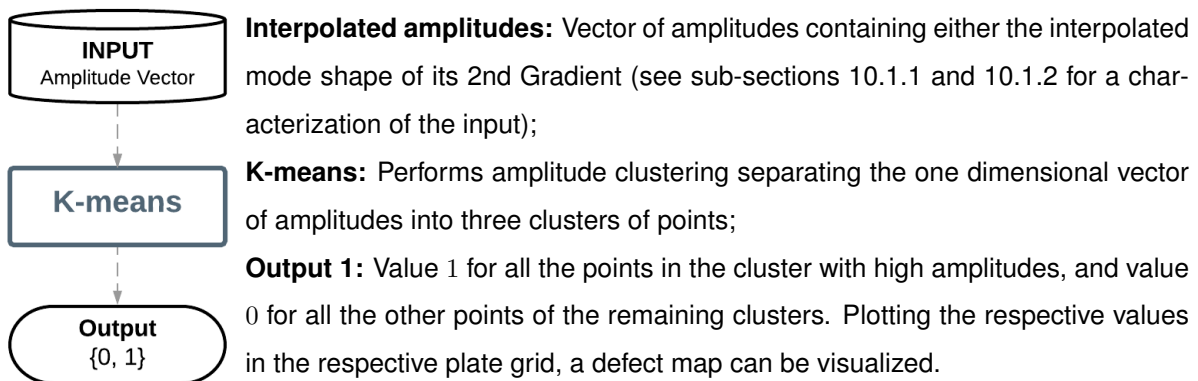 INPUT
Amplitude Vector
K-means
Output
{0, 1}
Interpolated amplitudes: Vector of amplitudes containing either the interpolated
mode shape of its 2nd Gradient (see sub-sections 10.1.1 and 10.1.2 for a char-
acterization of the input);
K-means: Performs amplitude clustering separating the one dimensional vector
of amplitudes into three clusters of points;
Output 1: Value 1 for all the points in the cluster with high amplitudes, and value
0 for all the other points of the remaining clusters. Plotting the respective values
in the respective plate grid, a defect map can be visualized.